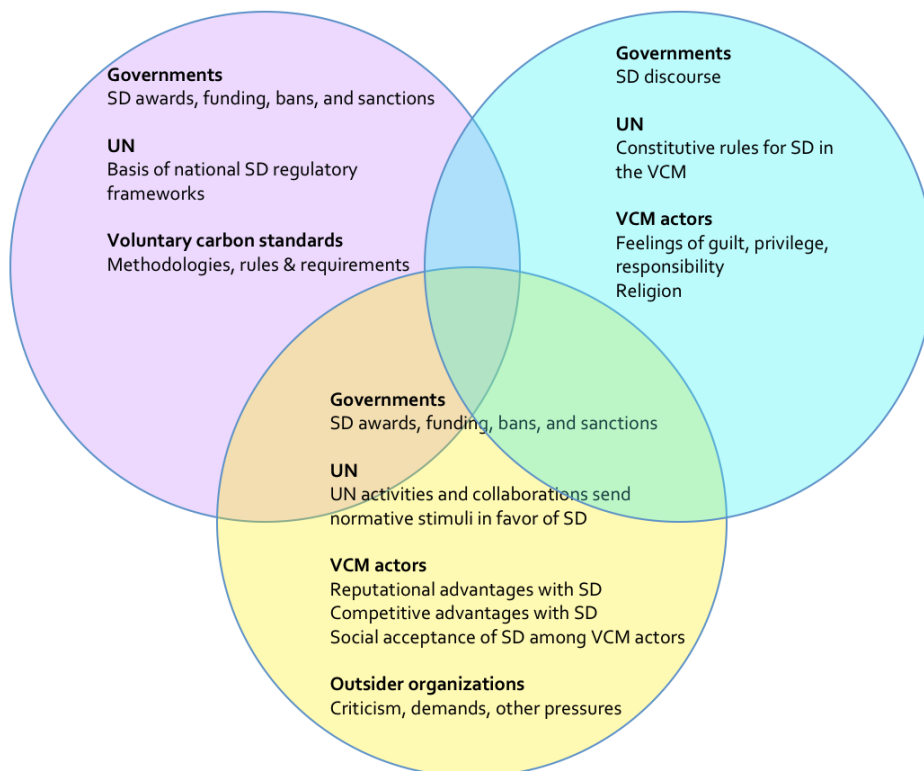 Governments
SD awards, funding, bans, and sanctions
UN
Basis of national SD regulatory
frameworks
Voluntary carbon standards
Methodologies, rules & requirements
Governments
SD discourse
UN
Constitutive rules for SD in
the VCM
VCM actors
Feelings of guilt, privilege,
responsibility
Religion
Governments
SD awards, funding, bans, and sanctions
UN
UN activities and collaborations send
normative stimuli in favor of SD
VCM actors
Reputational advantages with SD
Competitive advantages with SD
Social acceptance of SD among VCM actors
Outsider organizations
Criticism, demands, other pressures